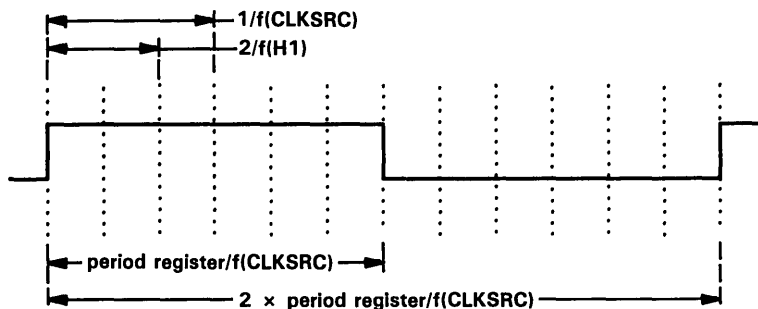 1/f(CLKSRC)
2/f(H1)
period register/f(CLKSRC)
2 × period register/f(CLKSRC)